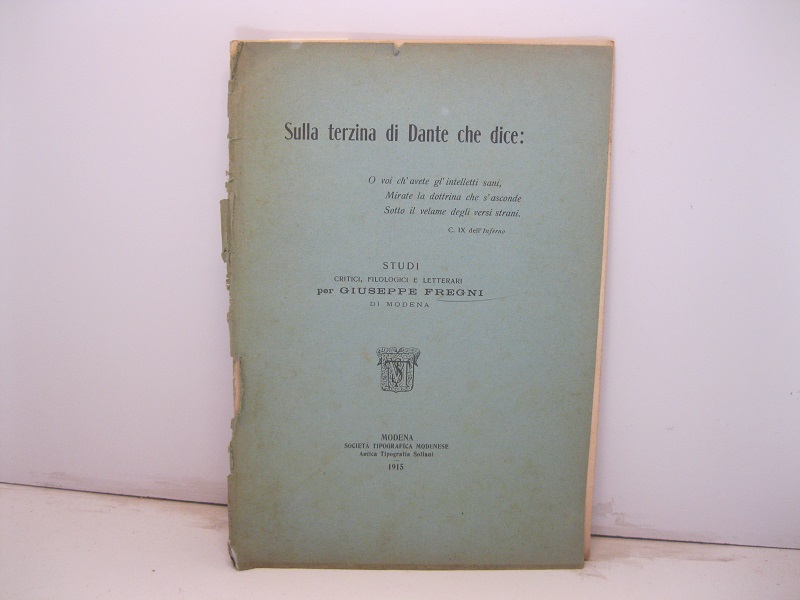 Sulla terzina di Dante che dice:
O voi ch'avete gl'intelletti sani,
Mirate la dottrina che s'asconde
Sotto il velame degli versi strani.
C. IX dell'Inferno
STUDI
CRITICI, FILOLOGICI E LETTERARI
per GIUSEPPE FREGNI
DI MODENA
MODENA
SOCIETÀ TIPOGRAFICA MODENESE
Antica Tipografia Soliani
1915